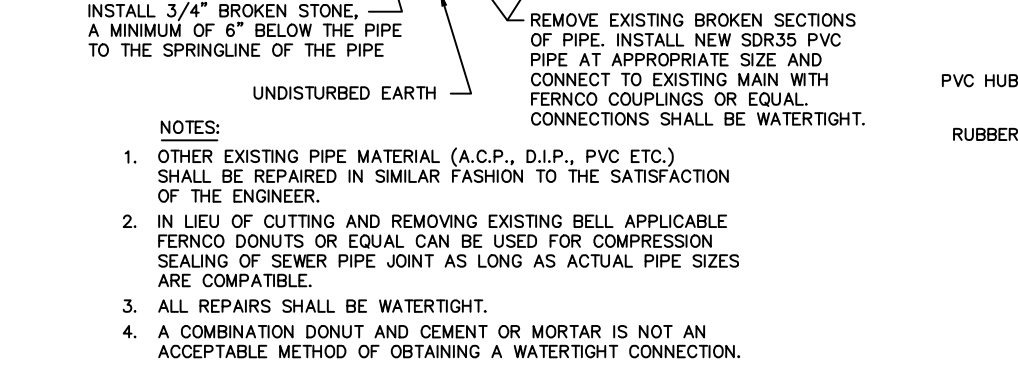 INSTALL 3/4" BROKEN STONE,
A MINIMUM OF 6" BELOW THE PIPE
TO THE SPRINGLINE OF THE PIPE
UNDISTURBED EARTH
REMOVE EXISTING BROKEN SECTIONS
OF PIPE. INSTALL NEW SDR35 PVC
PIPE AT APPROPRIATE SIZE AND
CONNECT TO EXISTING MAIN WITH
FERNCO COUPLINGS OR EQUAL.
CONNECTIONS SHALL BE WATERTIGHT.
PVC HUB
RUBBER
NOTES:
1. OTHER EXISTING PIPE MATERIAL (A.C.P., D.I.P., PVC ETC.)
SHALL BE REPAIRED IN SIMILAR FASHION TO THE SATISFACTION
OF THE ENGINEER.
2. IN LIEU OF CUTTING AND REMOVING EXISTING BELL APPLICABLE
FERNCO DONUTS OR EQUAL CAN BE USED FOR COMPRESSION
SEALING OF SEWER PIPE JOINT AS LONG AS ACTUAL PIPE SIZES
ARE COMPATIBLE.
3. ALL REPAIRS SHALL BE WATERTIGHT.
4. A COMBINATION DONUT AND CEMENT OR MORTAR IS NOT AN
ACCEPTABLE METHOD OF OBTAINING A WATERTIGHT CONNECTION.